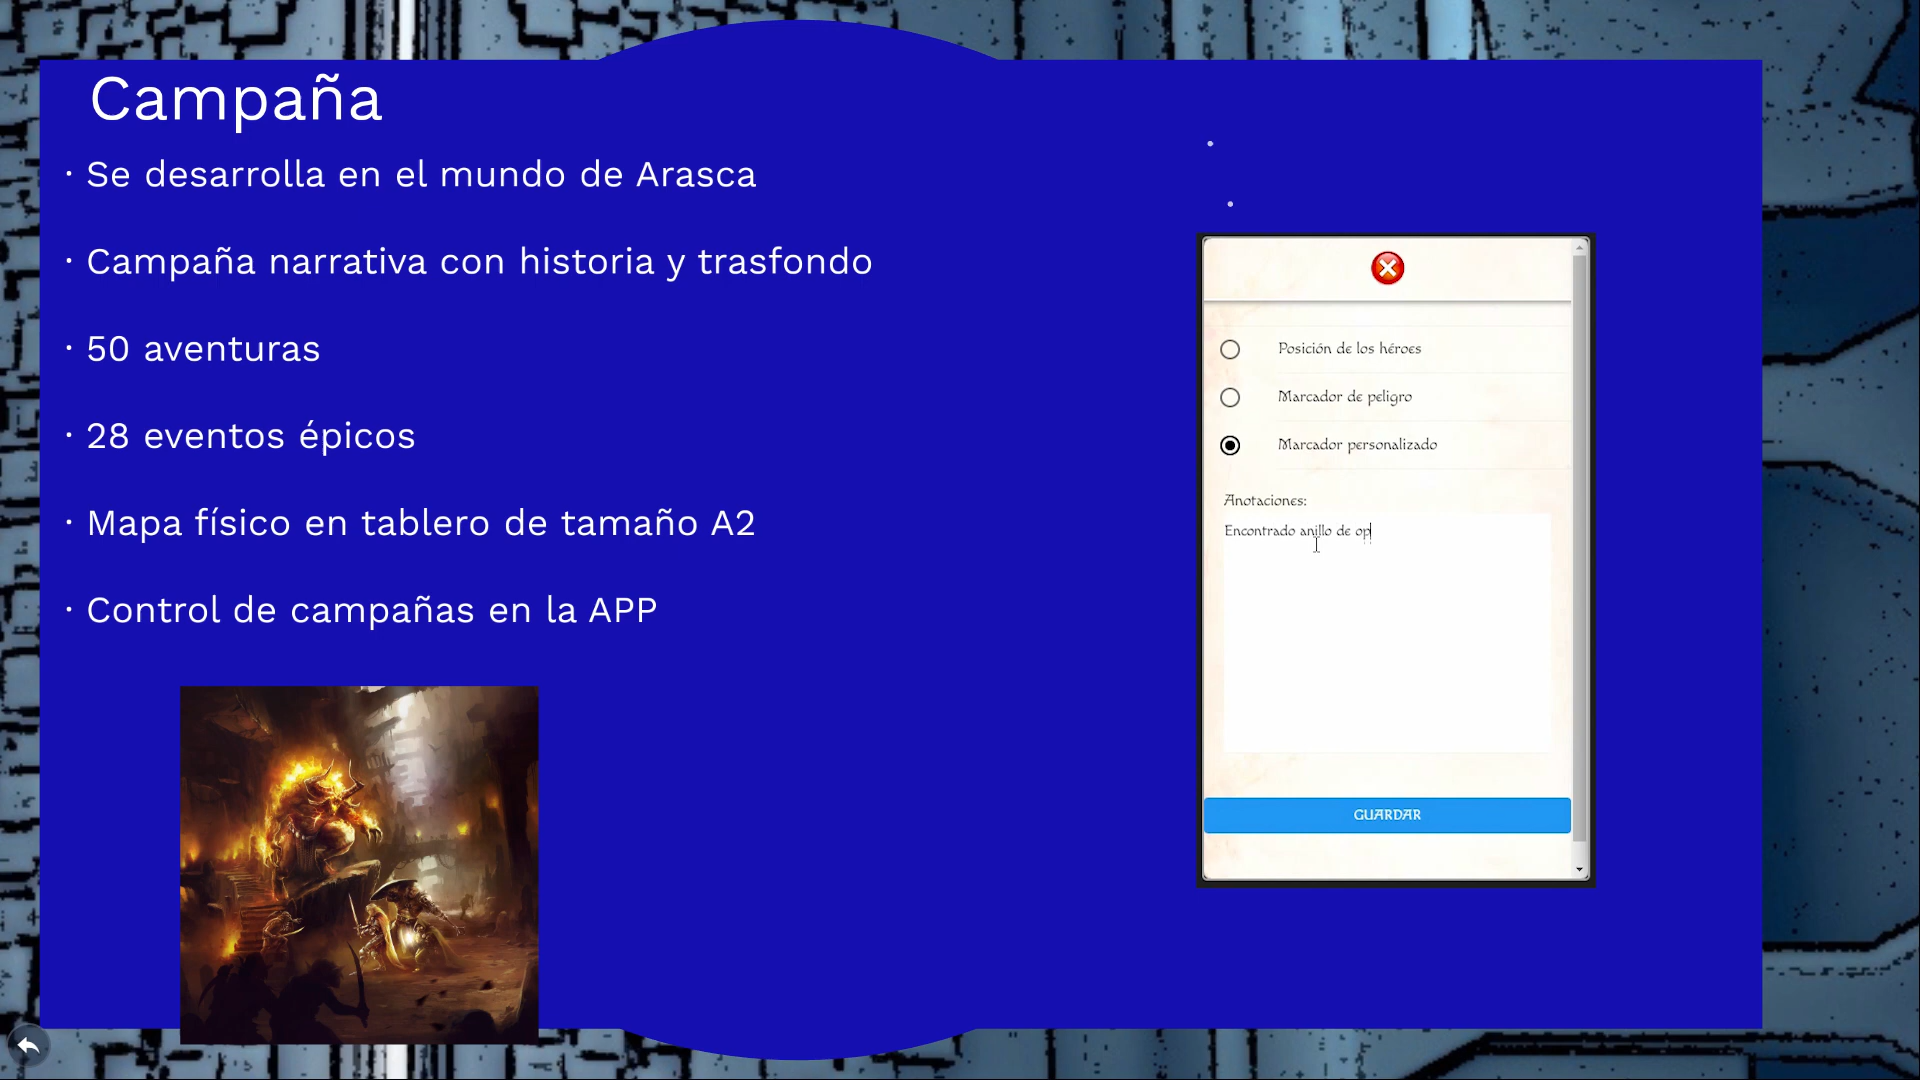 Campaña
· Se desarrolla en el mundo de Arasca
· Campaña narrativa con historia y trasfondo
· 50 aventuras
· 28 eventos épicos
· Mapa físico en tablero de tamaño A2
· Control de campañas en la APP
Posición de los héroes
Marcador de peligro
Marcador personalizado
Anotaciones:
Encontrado anillo de op
GUARDAR